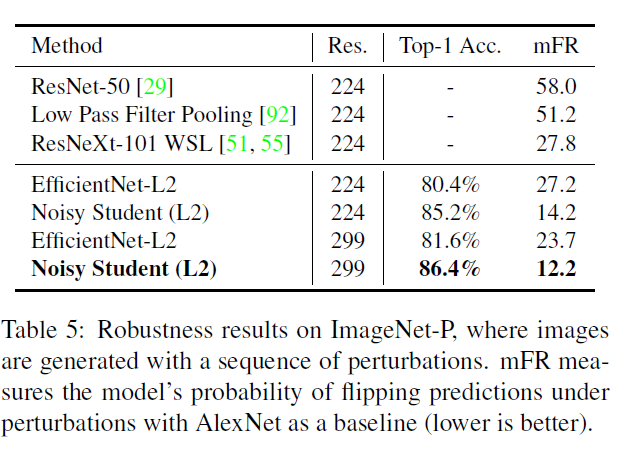 Method Res. Top-1 Acc. mFR
ResNet-50 [29] 224 - 58.0
Low Pass Filter Pooling [92] 224 - 51.2
ResNeXt-101 WSL [51, 55] 224 - 27.8
EfficientNet-L2 224 80.4% 27.2
Noisy Student (L2) 224 85.2% 14.2
EfficientNet-L2 299 81.6% 23.7
Noisy Student (L2) 299 86.4% 12.2
Table 5: Robustness results on ImageNet-P, where images
are generated with a sequence of perturbations. mFR mea-
sures the model's probability of flipping predictions under
perturbations with AlexNet as a baseline (lower is better).